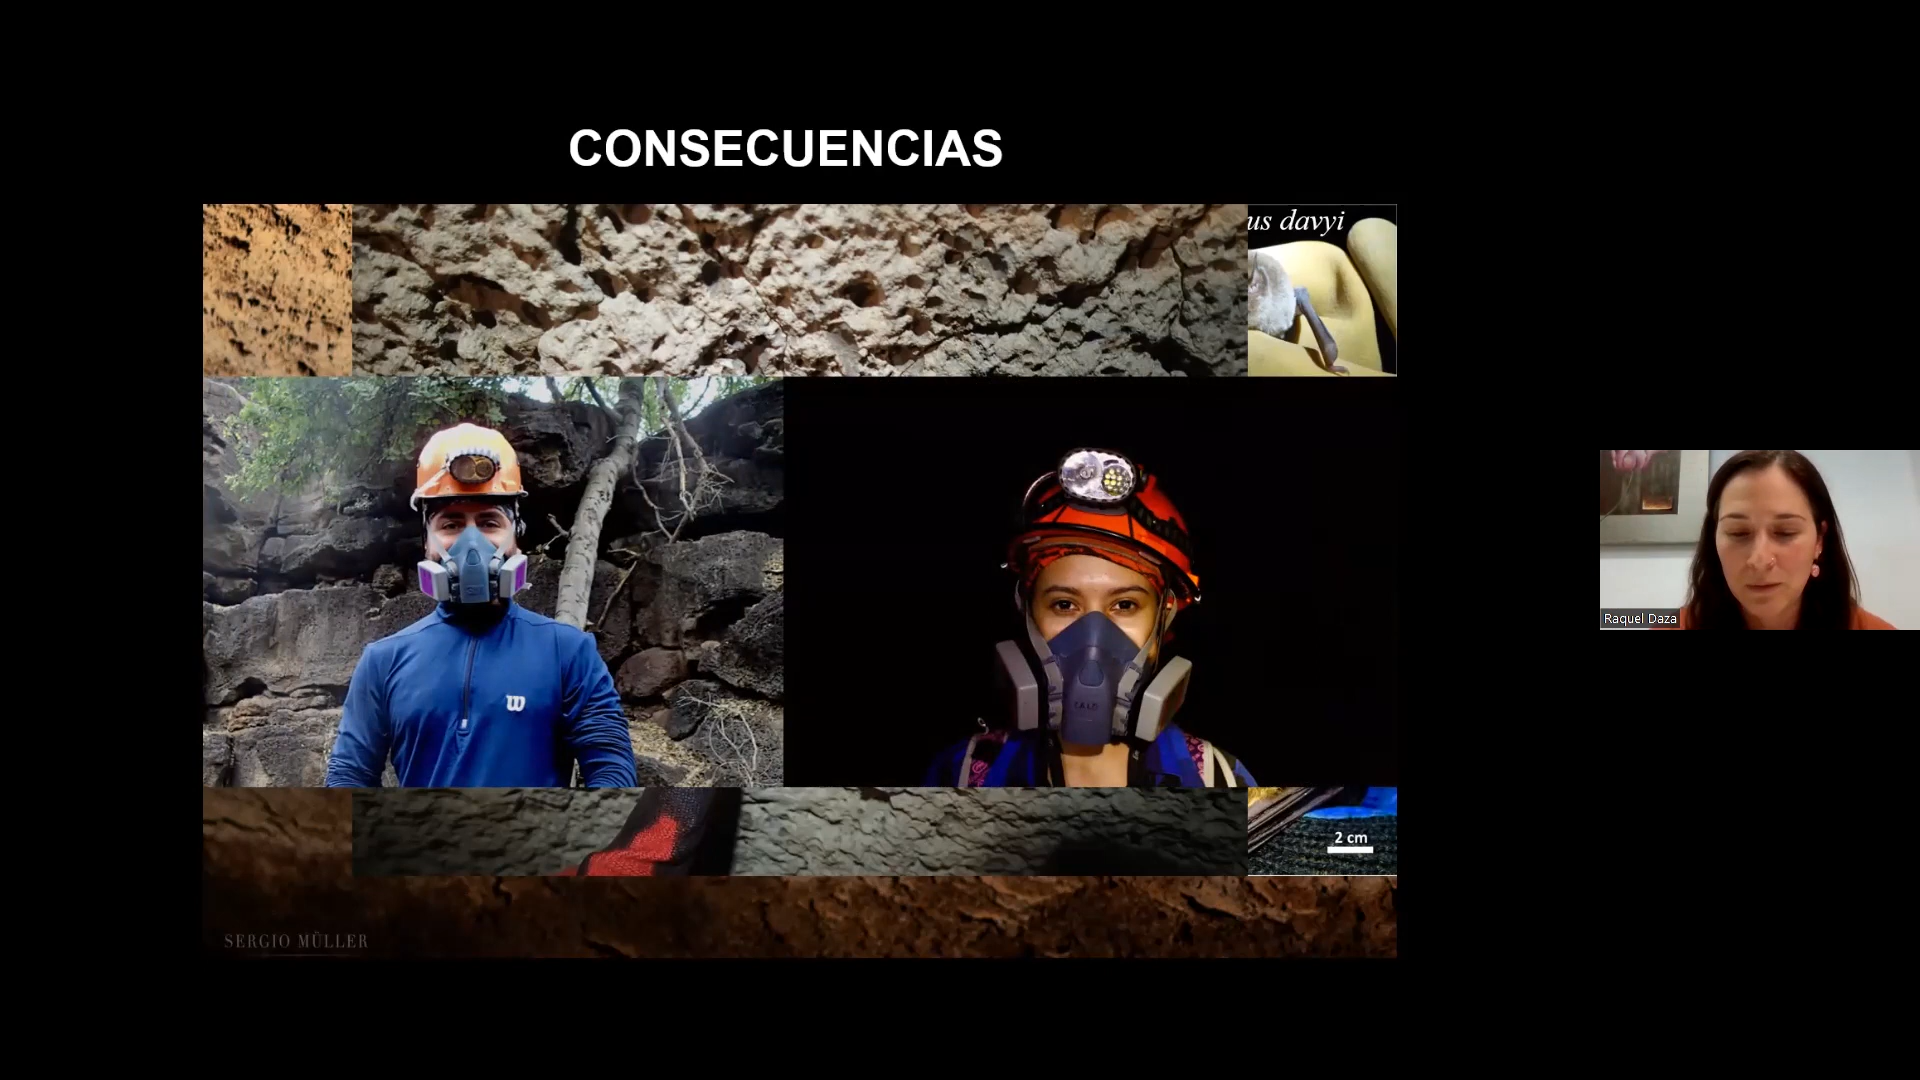 CONSECUENCIAS
us davyi
W
Raquel Daza
2 cm
SERGIO MÜLLER